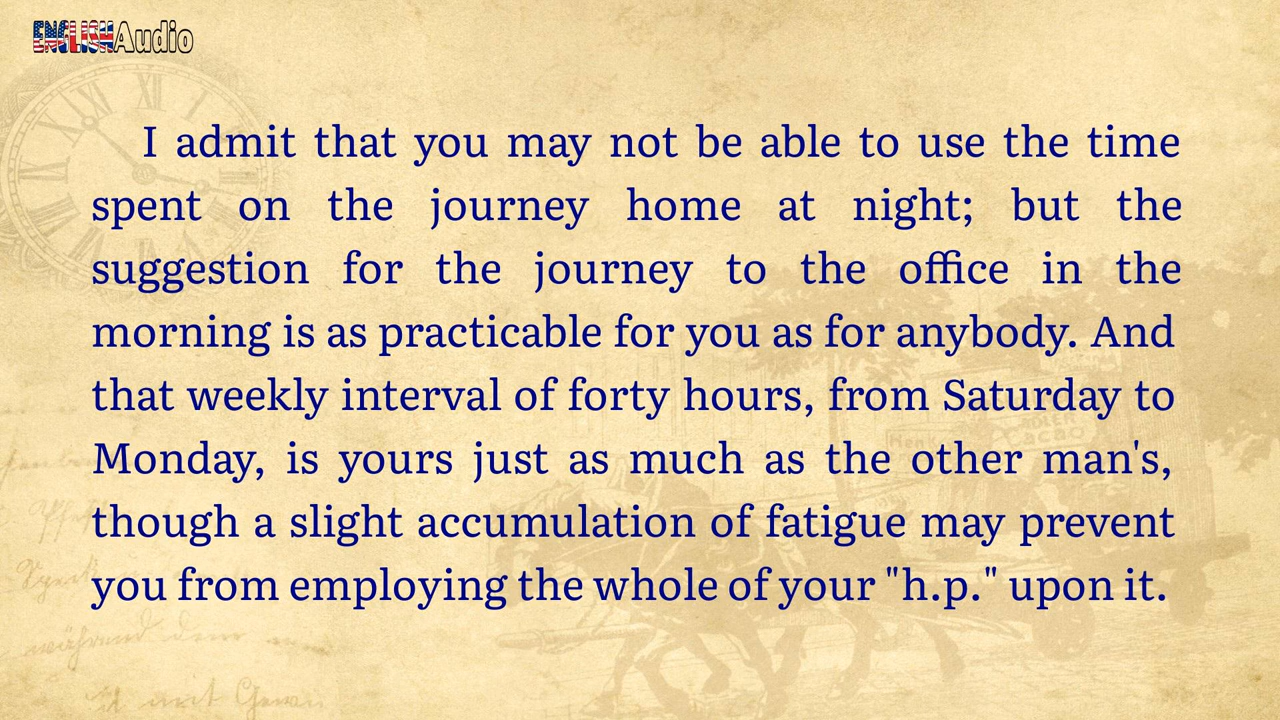 ENGLISHAudio
I admit that you may not be able to use the time
spent on the journey home at night; but the
suggestion for the journey to the office in the
morning is as practicable for you as for anybody. And
that weekly interval of forty hours, from Saturday to
Monday, is yours just as much as the other man's,
though a slight accumulation of fatigue may prevent
you from employing the whole of your "h.p." upon it.